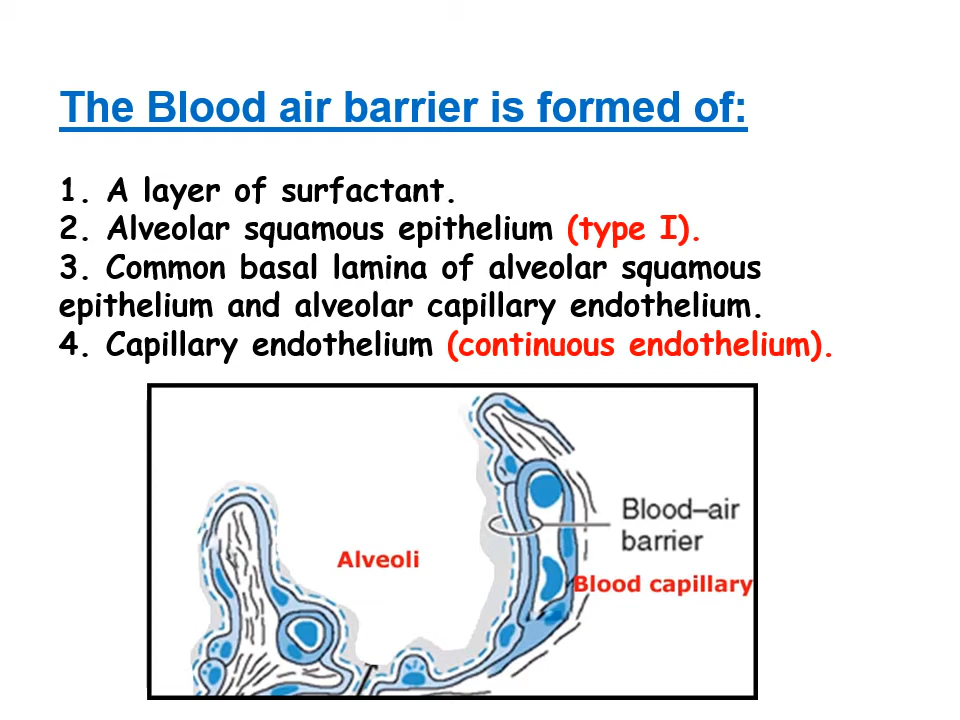 The Blood air barrier is formed of:
1. A layer of surfactant.
2. Alveolar squamous epithelium (type I).
3. Common basal lamina of alveolar squamous
epithelium and alveolar capillary endothelium.
4. Capillary endothelium (continuous endothelium).
Blood–air
barrier
Alveoli
Blood capillary